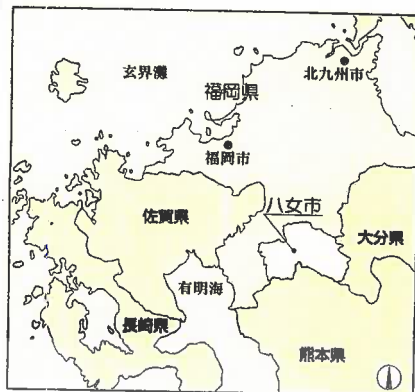 玄界灘
北九州市
福岡県
福岡市
佐賀県
八女市
大分県
有明海
長崎県
熊本県